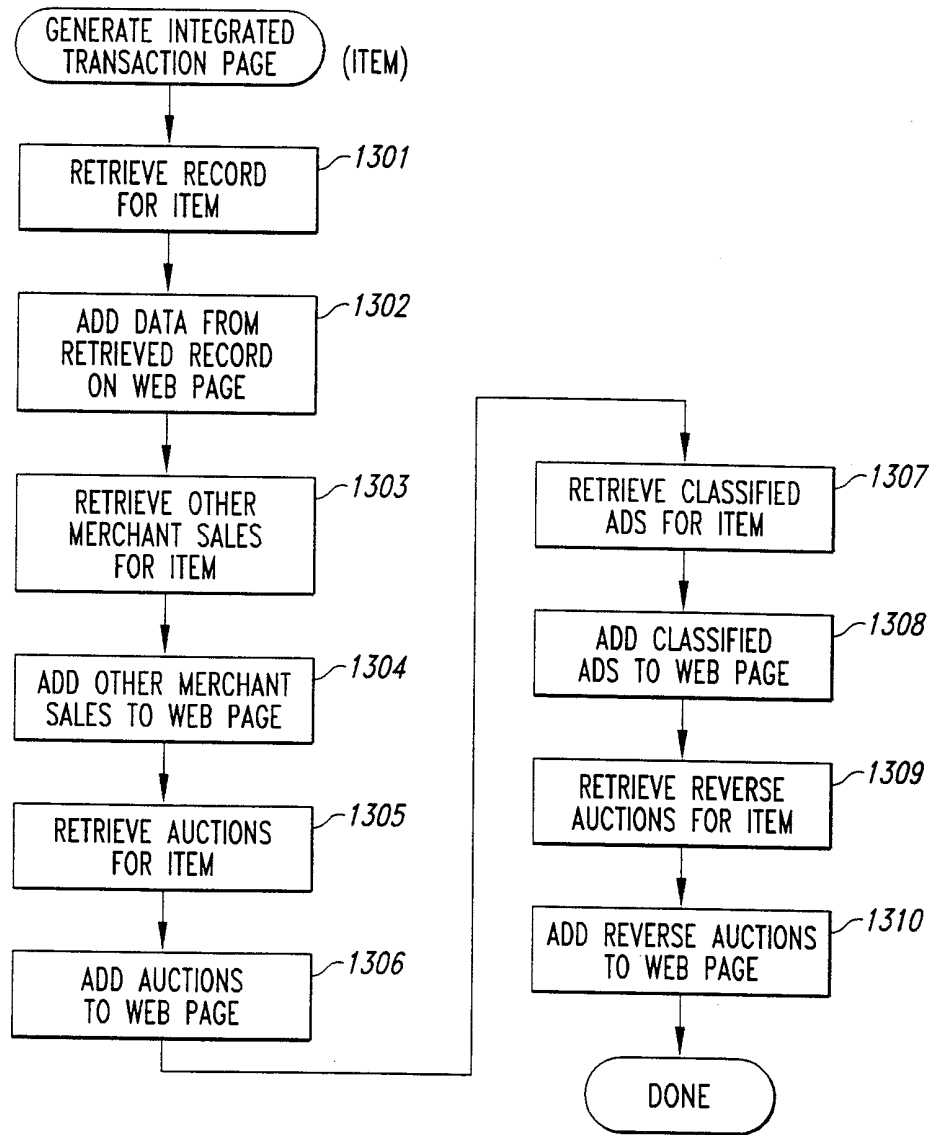 GENERATE INTEGRATED
TRANSACTION PAGE
(ITEM)
1301
RETRIEVE RECORD
FOR ITEM
1302
ADD DATA FROM
RETRIEVED RECORD
ON WEB PAGE
1303
RETRIEVE OTHER
MERCHANT SALES
FOR ITEM
1304
ADD OTHER MERCHANT
SALES TO WEB PAGE
1305
RETRIEVE AUCTIONS
FOR ITEM
1306
ADD AUCTIONS
TO WEB PAGE
1307
RETRIEVE CLASSIFIED
ADS FOR ITEM
1308
ADD CLASSIFIED
ADS TO WEB PAGE
1309
RETRIEVE REVERSE
AUCTIONS FOR ITEM
1310
ADD REVERSE AUCTIONS
TO WEB PAGE
DONE